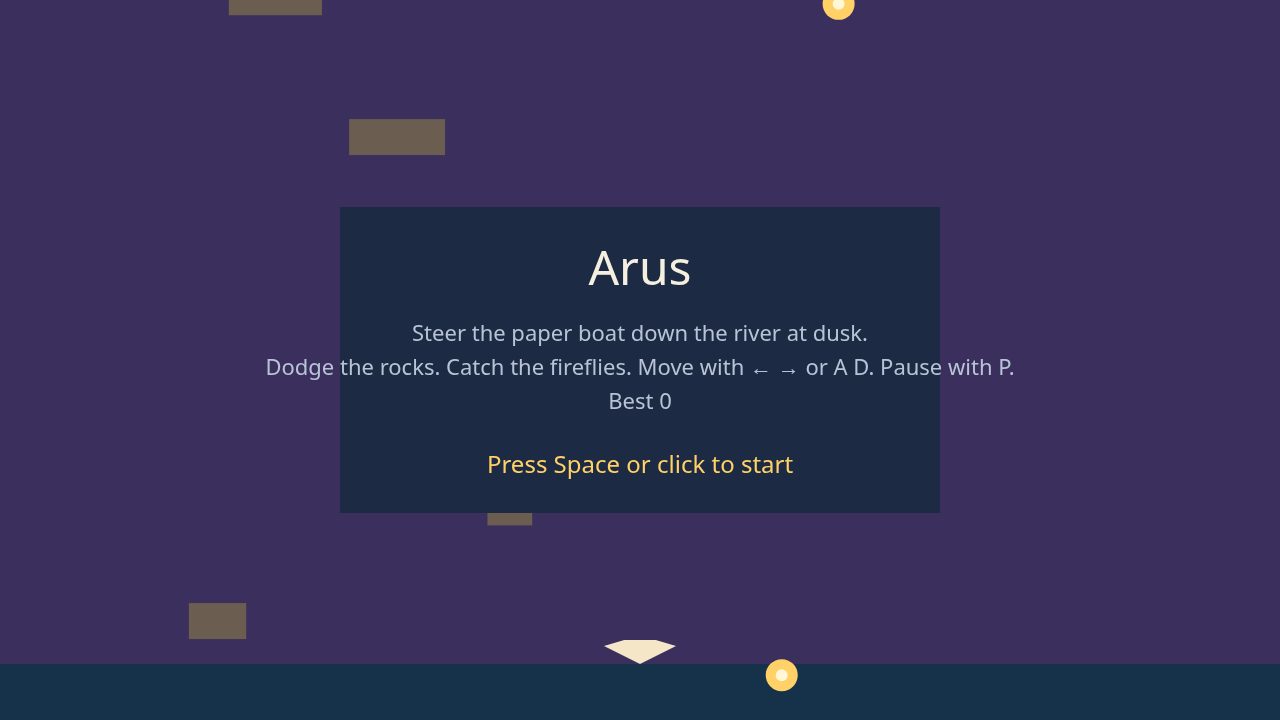 Arus
Steer the paper boat down the river at dusk.
Dodge the rocks. Catch the fireflies. Move with ← → or A D. Pause with P.
Best 0
Press Space or click to start